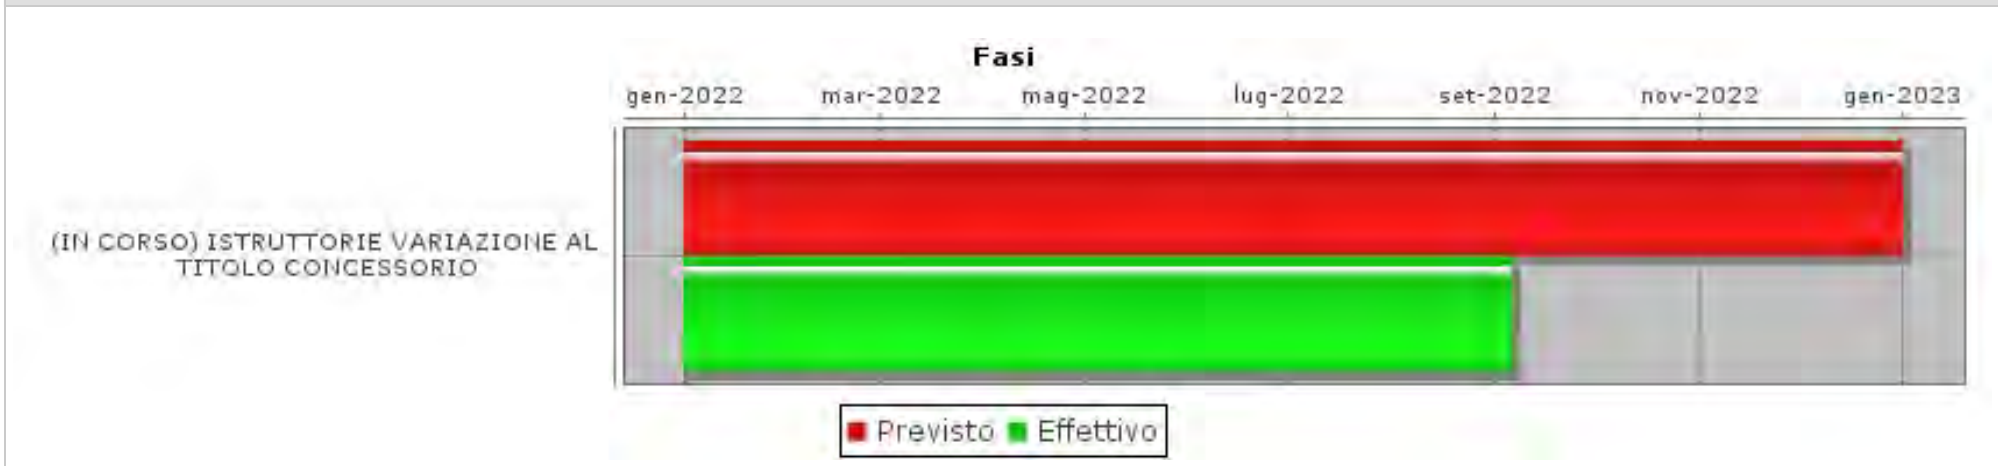 Fasi
gen-2022 mar-2022 mag-2022 lug-2022 set-2022 nov-2022 gen-2023
(IN CORSO) ISTRUTTORIE VARIAZIONE AL
TITOLO CONCESSORIO
Previsto Effettivo